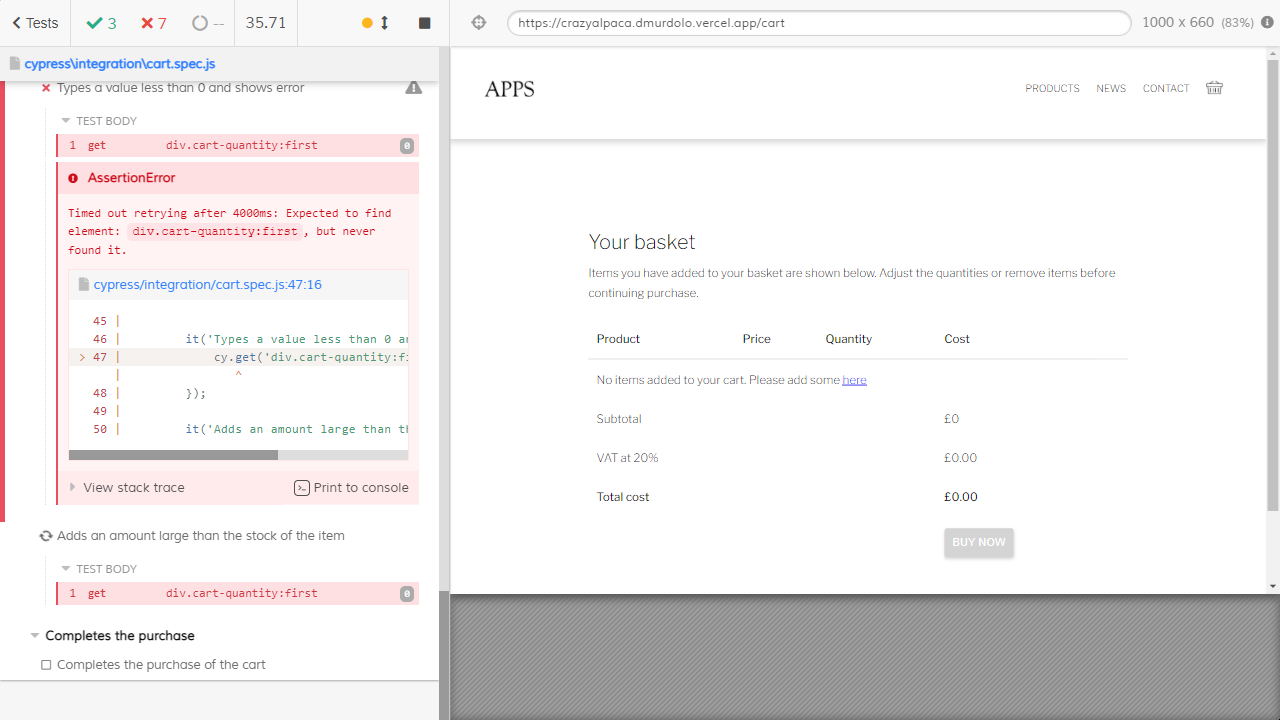 Tests
3
7
--
35.71
https://crazyalpaca.dmurdolo.vercel.app/cart
1000 x 660 (83%)
cypress\integration\cart.spec.js
Types a value less than 0 and shows error
TEST BODY
1 get div.cart-quantity:first 0
AssertionError
Timed out retrying after 4000ms: Expected to find
element: div.cart-quantity:first, but never
found it.
cypress/integration/cart.spec.js:47:16
45 |
46 | it('Types a value less than 0 a
> 47 | cy.get('div.cart-quantity:fi
| ^
48 | });
49 |
50 | it('Adds an amount large than t
View stack trace
Print to console
Adds an amount large than the stock of the item
TEST BODY
1 get div.cart-quantity:first 0
Completes the purchase
Completes the purchase of the cart
APPS
PRODUCTS NEWS CONTACT
Your basket
Items you have added to your basket are shown below. Adjust the quantities or remove items before
continuing purchase.
Product Price Quantity Cost
No items added to your cart. Please add some here
Subtotal £0
VAT at 20% £0.00
Total cost £0.00
BUY NOW